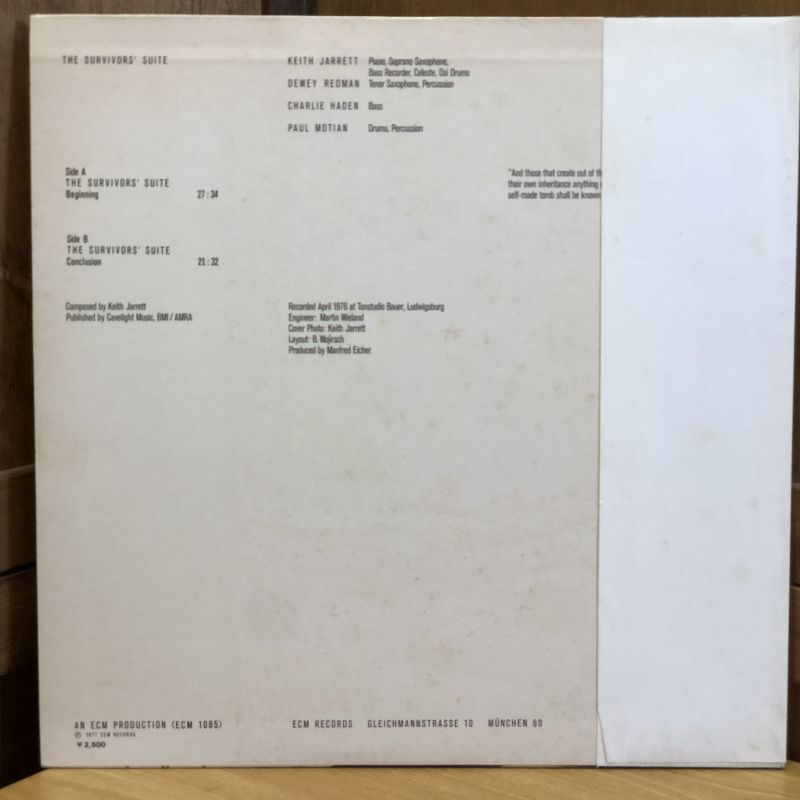 THE SURVIVORS' SUITE
KEITH JARRETT Piano, Soprano Saxophone,
Bass Recorder, Celeste, Osi Drums
DEWEY REDMAN Tenor Saxophone, Percussion
CHARLIE HADEN Bass
PAUL MOTIAN Drums, Percussion
Side A
THE SURVIVORS' SUITE
Beginning 27:34
"And those that create out of th
their own inheritance anything
self-made tomb shall be known
Side B
THE SURVIVORS' SUITE
Conclusion 21:32
Composed by Keith Jarrett
Published by Cavelight Music, BMI / AMRA
Recorded April 1976 at Tonstudio Bauer, Ludwigsburg
Engineer: Martin Wieland
Cover Photo: Keith Jarrett
Layout: B. Wojirsch
Produced by Manfred Eicher
AN ECM PRODUCTION (ECM 1085)
℗ 1977 ECM RECORDS
¥2,500
ECM RECORDS GLEICHMANNSTRASSE 10 MÜNCHEN 60